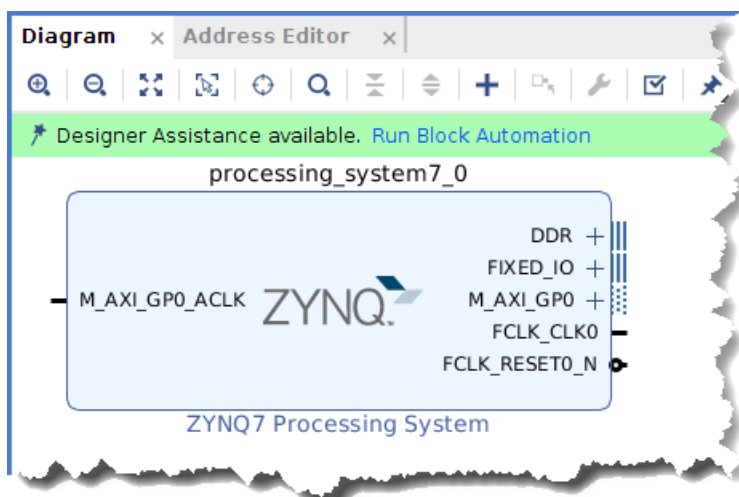 Diagram × Address Editor ×
Designer Assistance available. Run Block Automation
processing_system7_0
DDR
FIXED_IO
M_AXI_GP0_ACLK ZYNQ M_AXI_GP0
FCLK_CLK0
FCLK_RESET0_N
ZYNQ7 Processing System